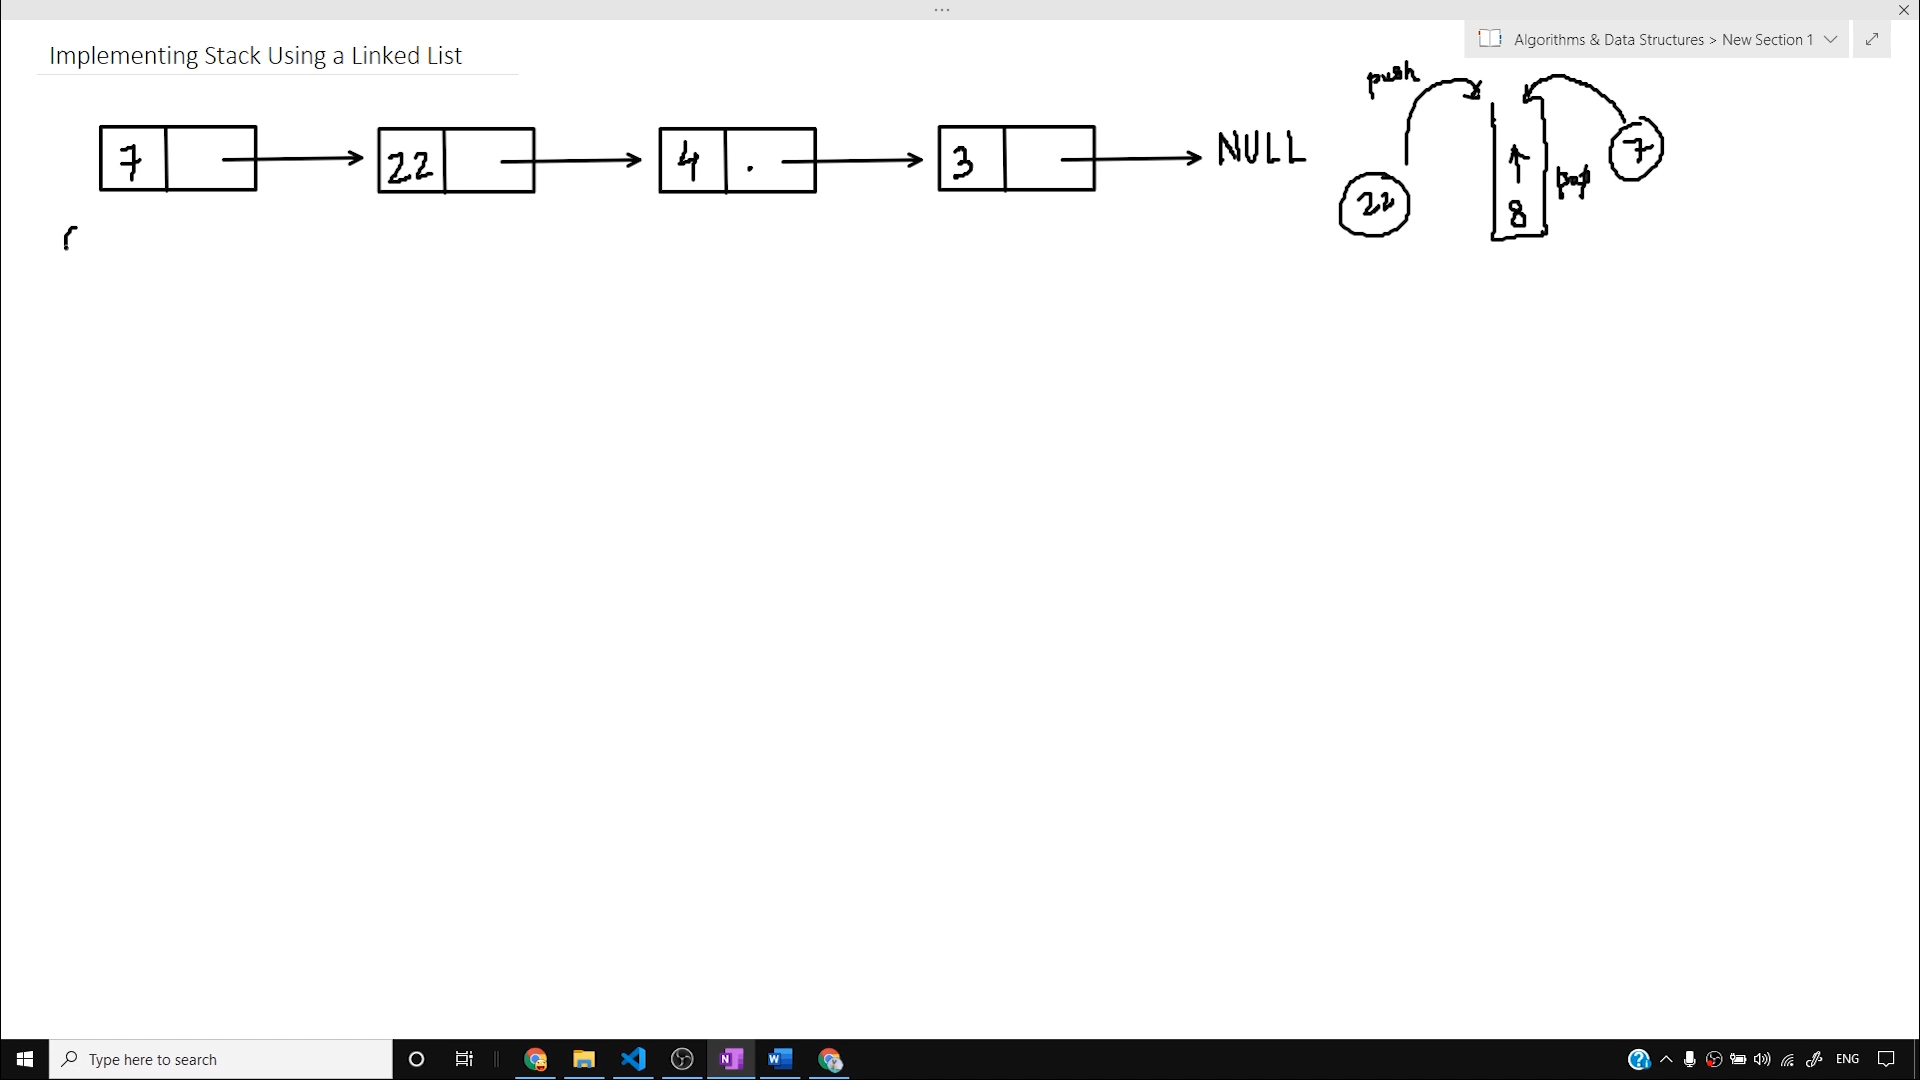 Implementing Stack Using a Linked List
Algorithms & Data Structures > New Section 1
push
7 22 4 . 3 NULL
22
8
pop
7
Type here to search
ENG